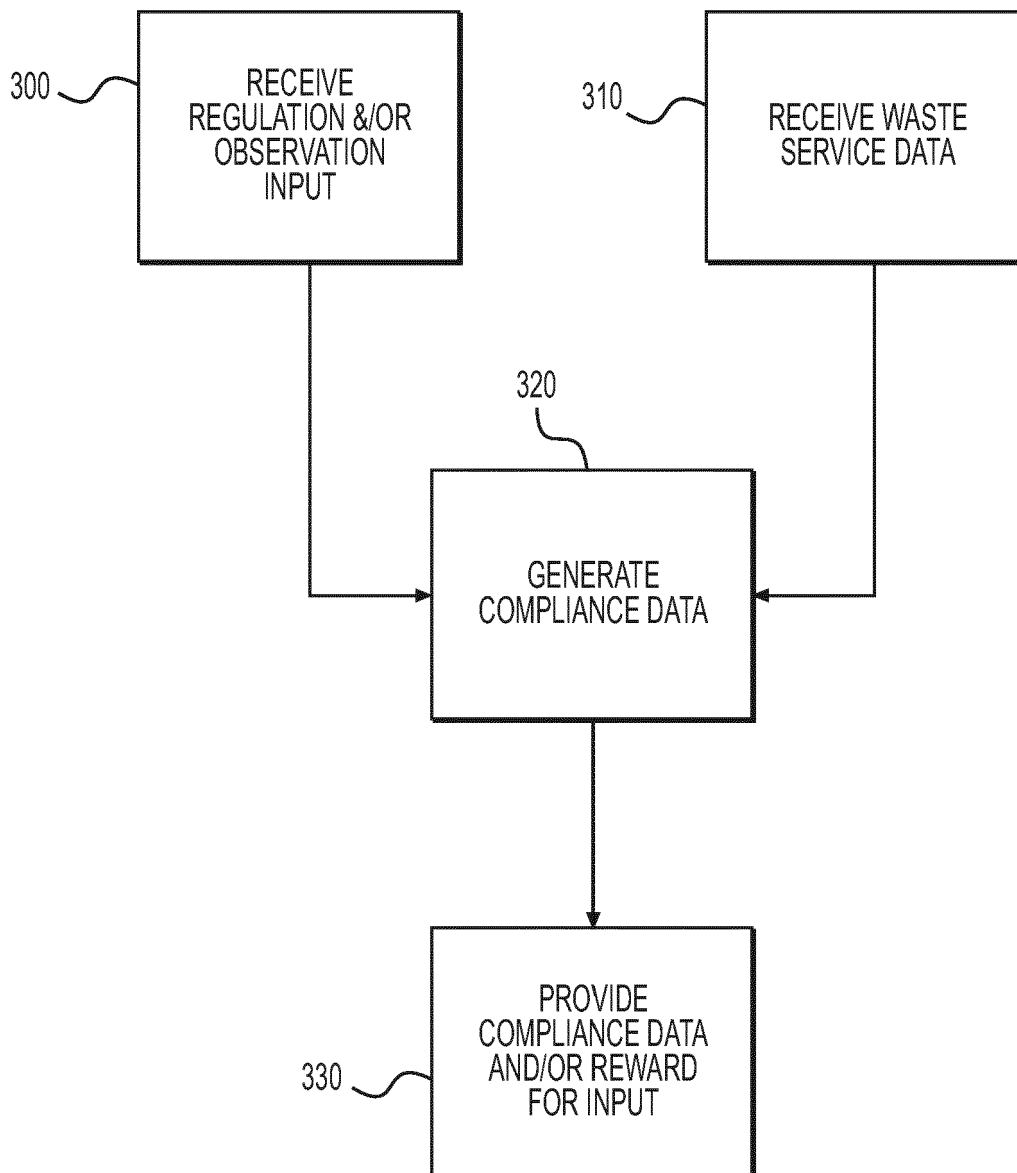 300
RECEIVE
REGULATION &/OR
OBSERVATION
INPUT
310
RECEIVE WASTE
SERVICE DATA
320
GENERATE
COMPLIANCE DATA
330
PROVIDE
COMPLIANCE DATA
AND/OR REWARD
FOR INPUT